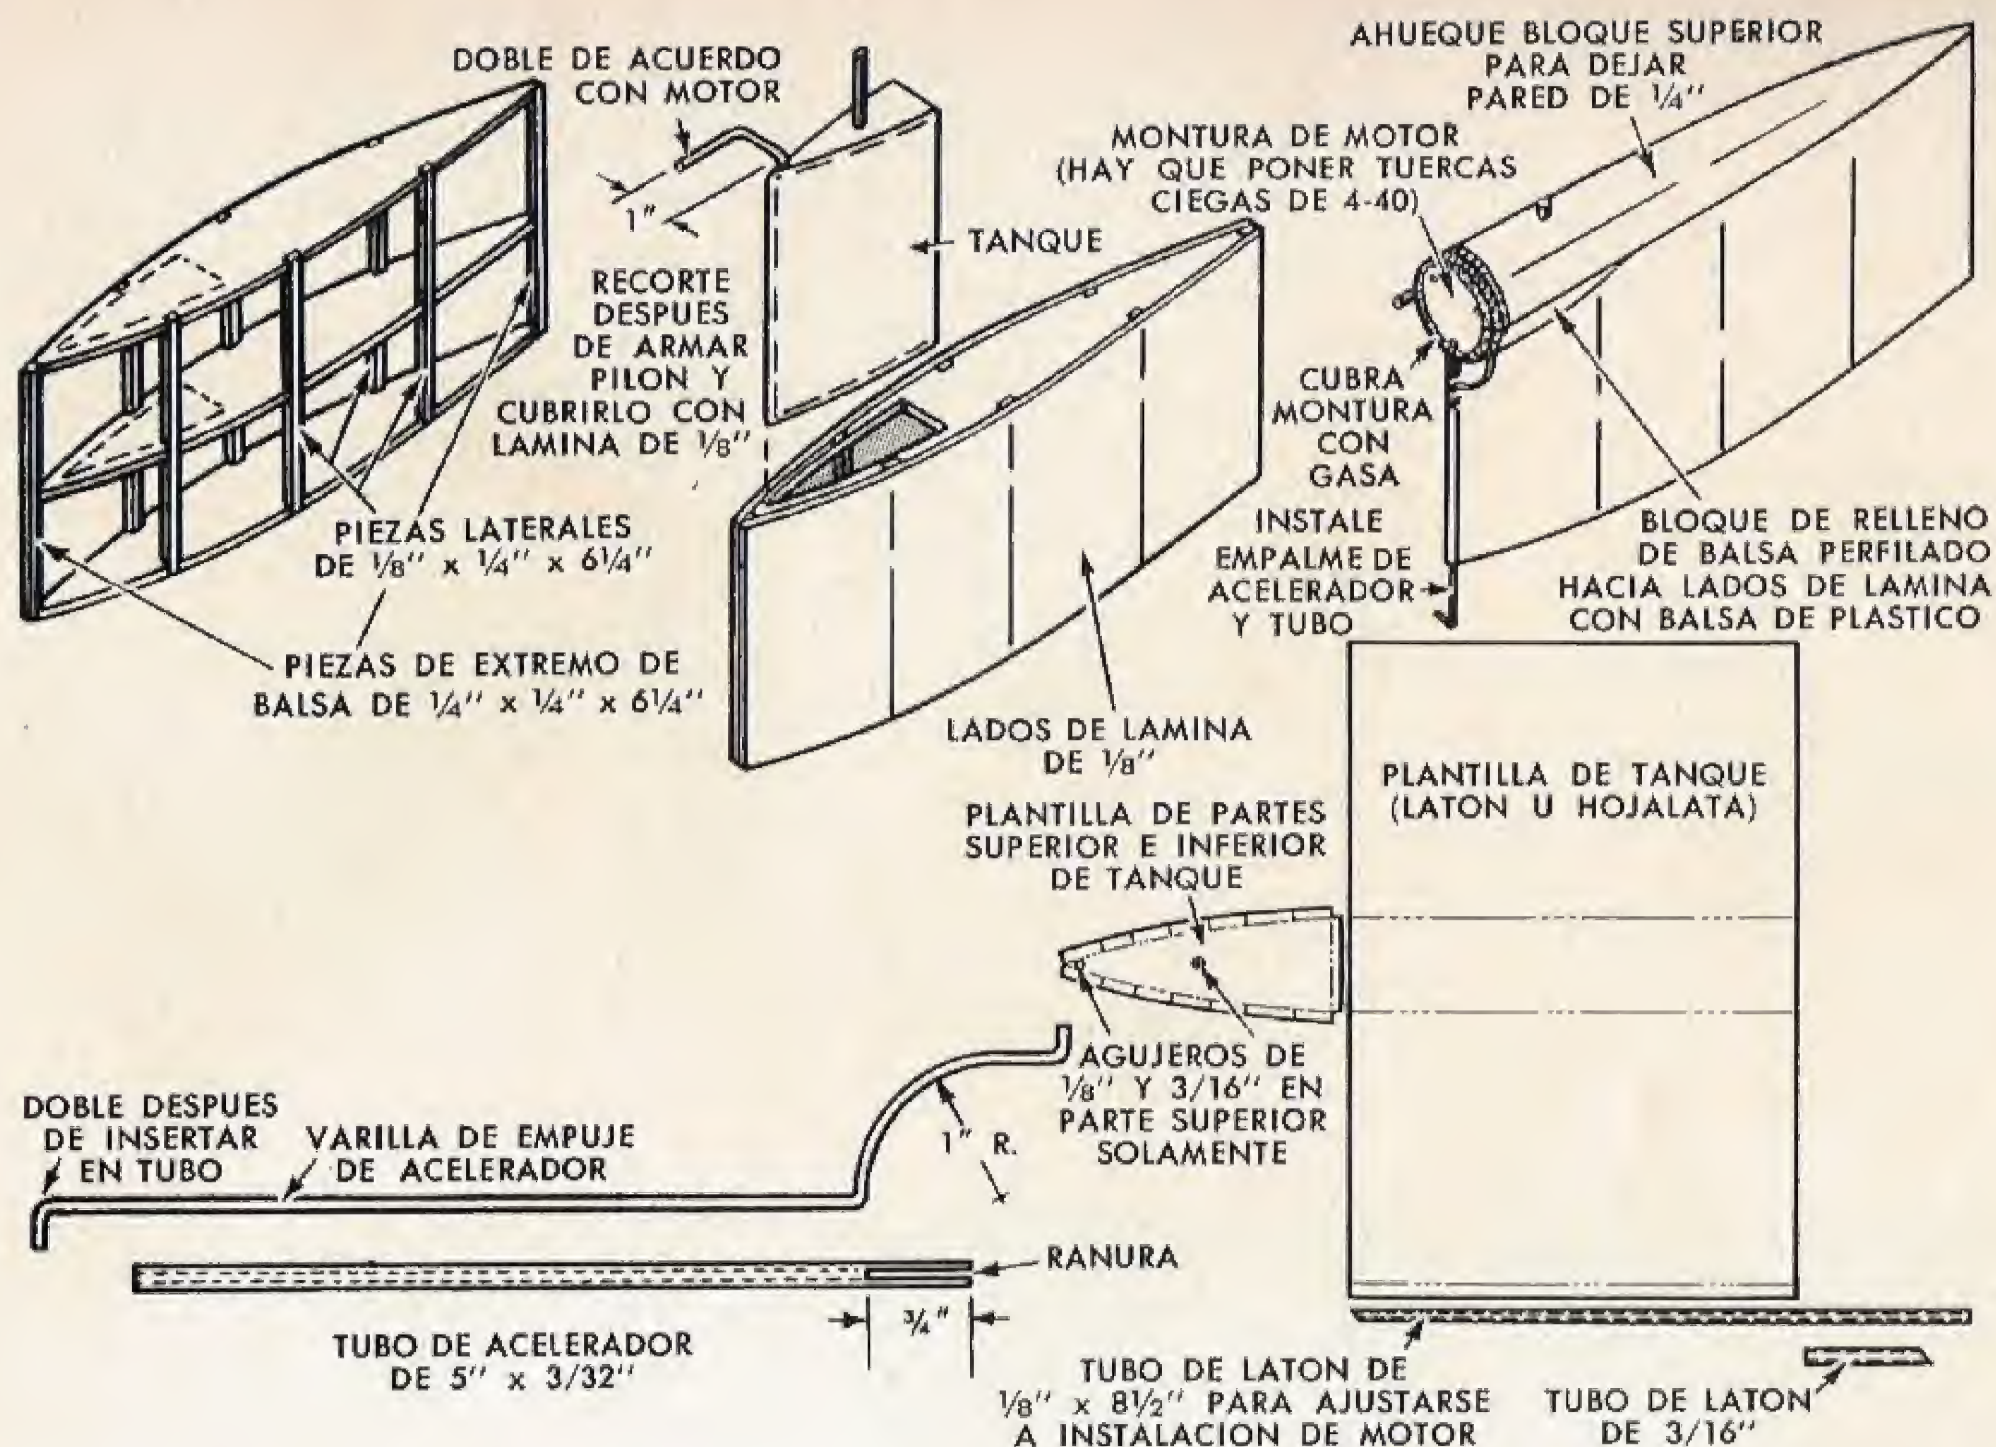 DOBLE DE ACUERDO
CON MOTOR
1"
TANQUE
RECORTE
DESPUES
DE ARMAR
PILON Y
CUBRIRLO CON
LAMINA DE 1/8"
PIEZAS LATERALES
DE 1/8" x 1/4" x 6 1/4"
PIEZAS DE EXTREMO DE
BALSA DE 1/4" x 1/4" x 6 1/4"
LADOS DE LAMINA
DE 1/8"
AHUEQUE BLOQUE SUPERIOR
PARA DEJAR
PARED DE 1/4"
MONTURA DE MOTOR
(HAY QUE PONER TUERCAS
CIEGAS DE 4-40)
CUBRA
MONTURA
CON
GASA
INSTALE
EMPALME DE
ACELERADOR
Y TUBO
BLOQUE DE RELLENO
DE BALSA PERFILADO
HACIA LADOS DE LAMINA
CON BALSA DE PLASTICO
PLANTILLA DE TANQUE
(LATON U HOJALATA)
PLANTILLA DE PARTES
SUPERIOR E INFERIOR
DE TANQUE
AGUJEROS DE
1/8" Y 3/16" EN
PARTE SUPERIOR
SOLAMENTE
DOBLE DESPUES
DE INSERTAR
EN TUBO
VARILLA DE EMPUJE
DE ACELERADOR
1" R.
RANURA
3/4"
TUBO DE ACELERADOR
DE 5" x 3/32"
TUBO DE LATON DE
1/8" x 8 1/2" PARA AJUSTARSE
A INSTALACION DE MOTOR
TUBO DE LATON
DE 3/16"